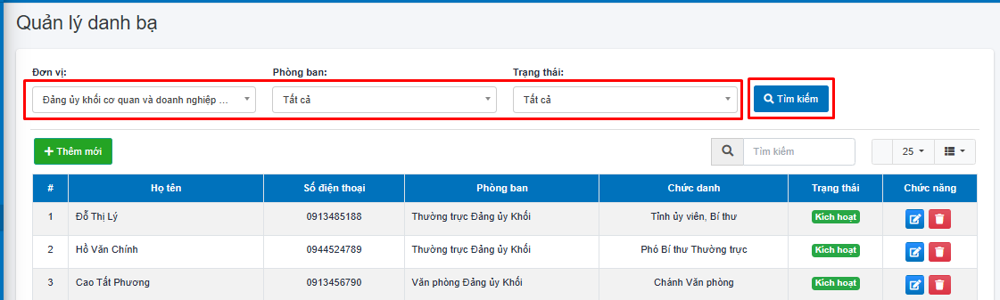 Quản lý danh bạ
Đơn vị: Phòng ban: Trạng thái:
Đảng ủy khối cơ quan và doanh nghiệp ... Tất cả Tất cả Tìm kiếm
Thêm mới Tìm kiếm 25
# Họ tên Số điện thoại Phòng ban Chức danh Trạng thái Chức năng
1 Đỗ Thị Lý 0913485188 Thường trực Đảng ủy Khối Tỉnh ủy viên, Bí thư Kích hoạt
2 Hồ Văn Chính 0944524789 Thường trực Đảng ủy Khối Phó Bí thư Thường trực Kích hoạt
3 Cao Tất Phương 0913456790 Văn phòng Đảng ủy Khối Chánh Văn phòng Kích hoạt